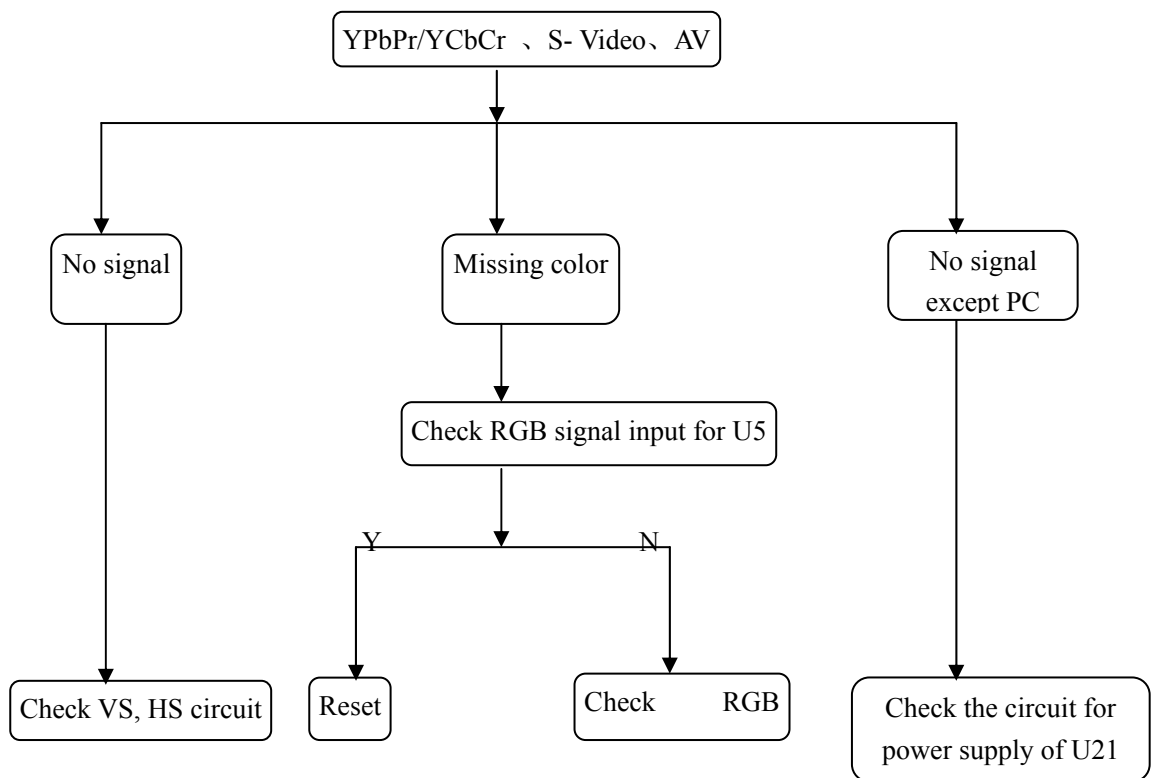 YPbPr/YCbCr 、S- Video、AV
No signal
Missing color
No signal
except PC
Check RGB signal input for U5
Y
N
Check VS, HS circuit
Reset
Check RGB
Check the circuit for
power supply of U21